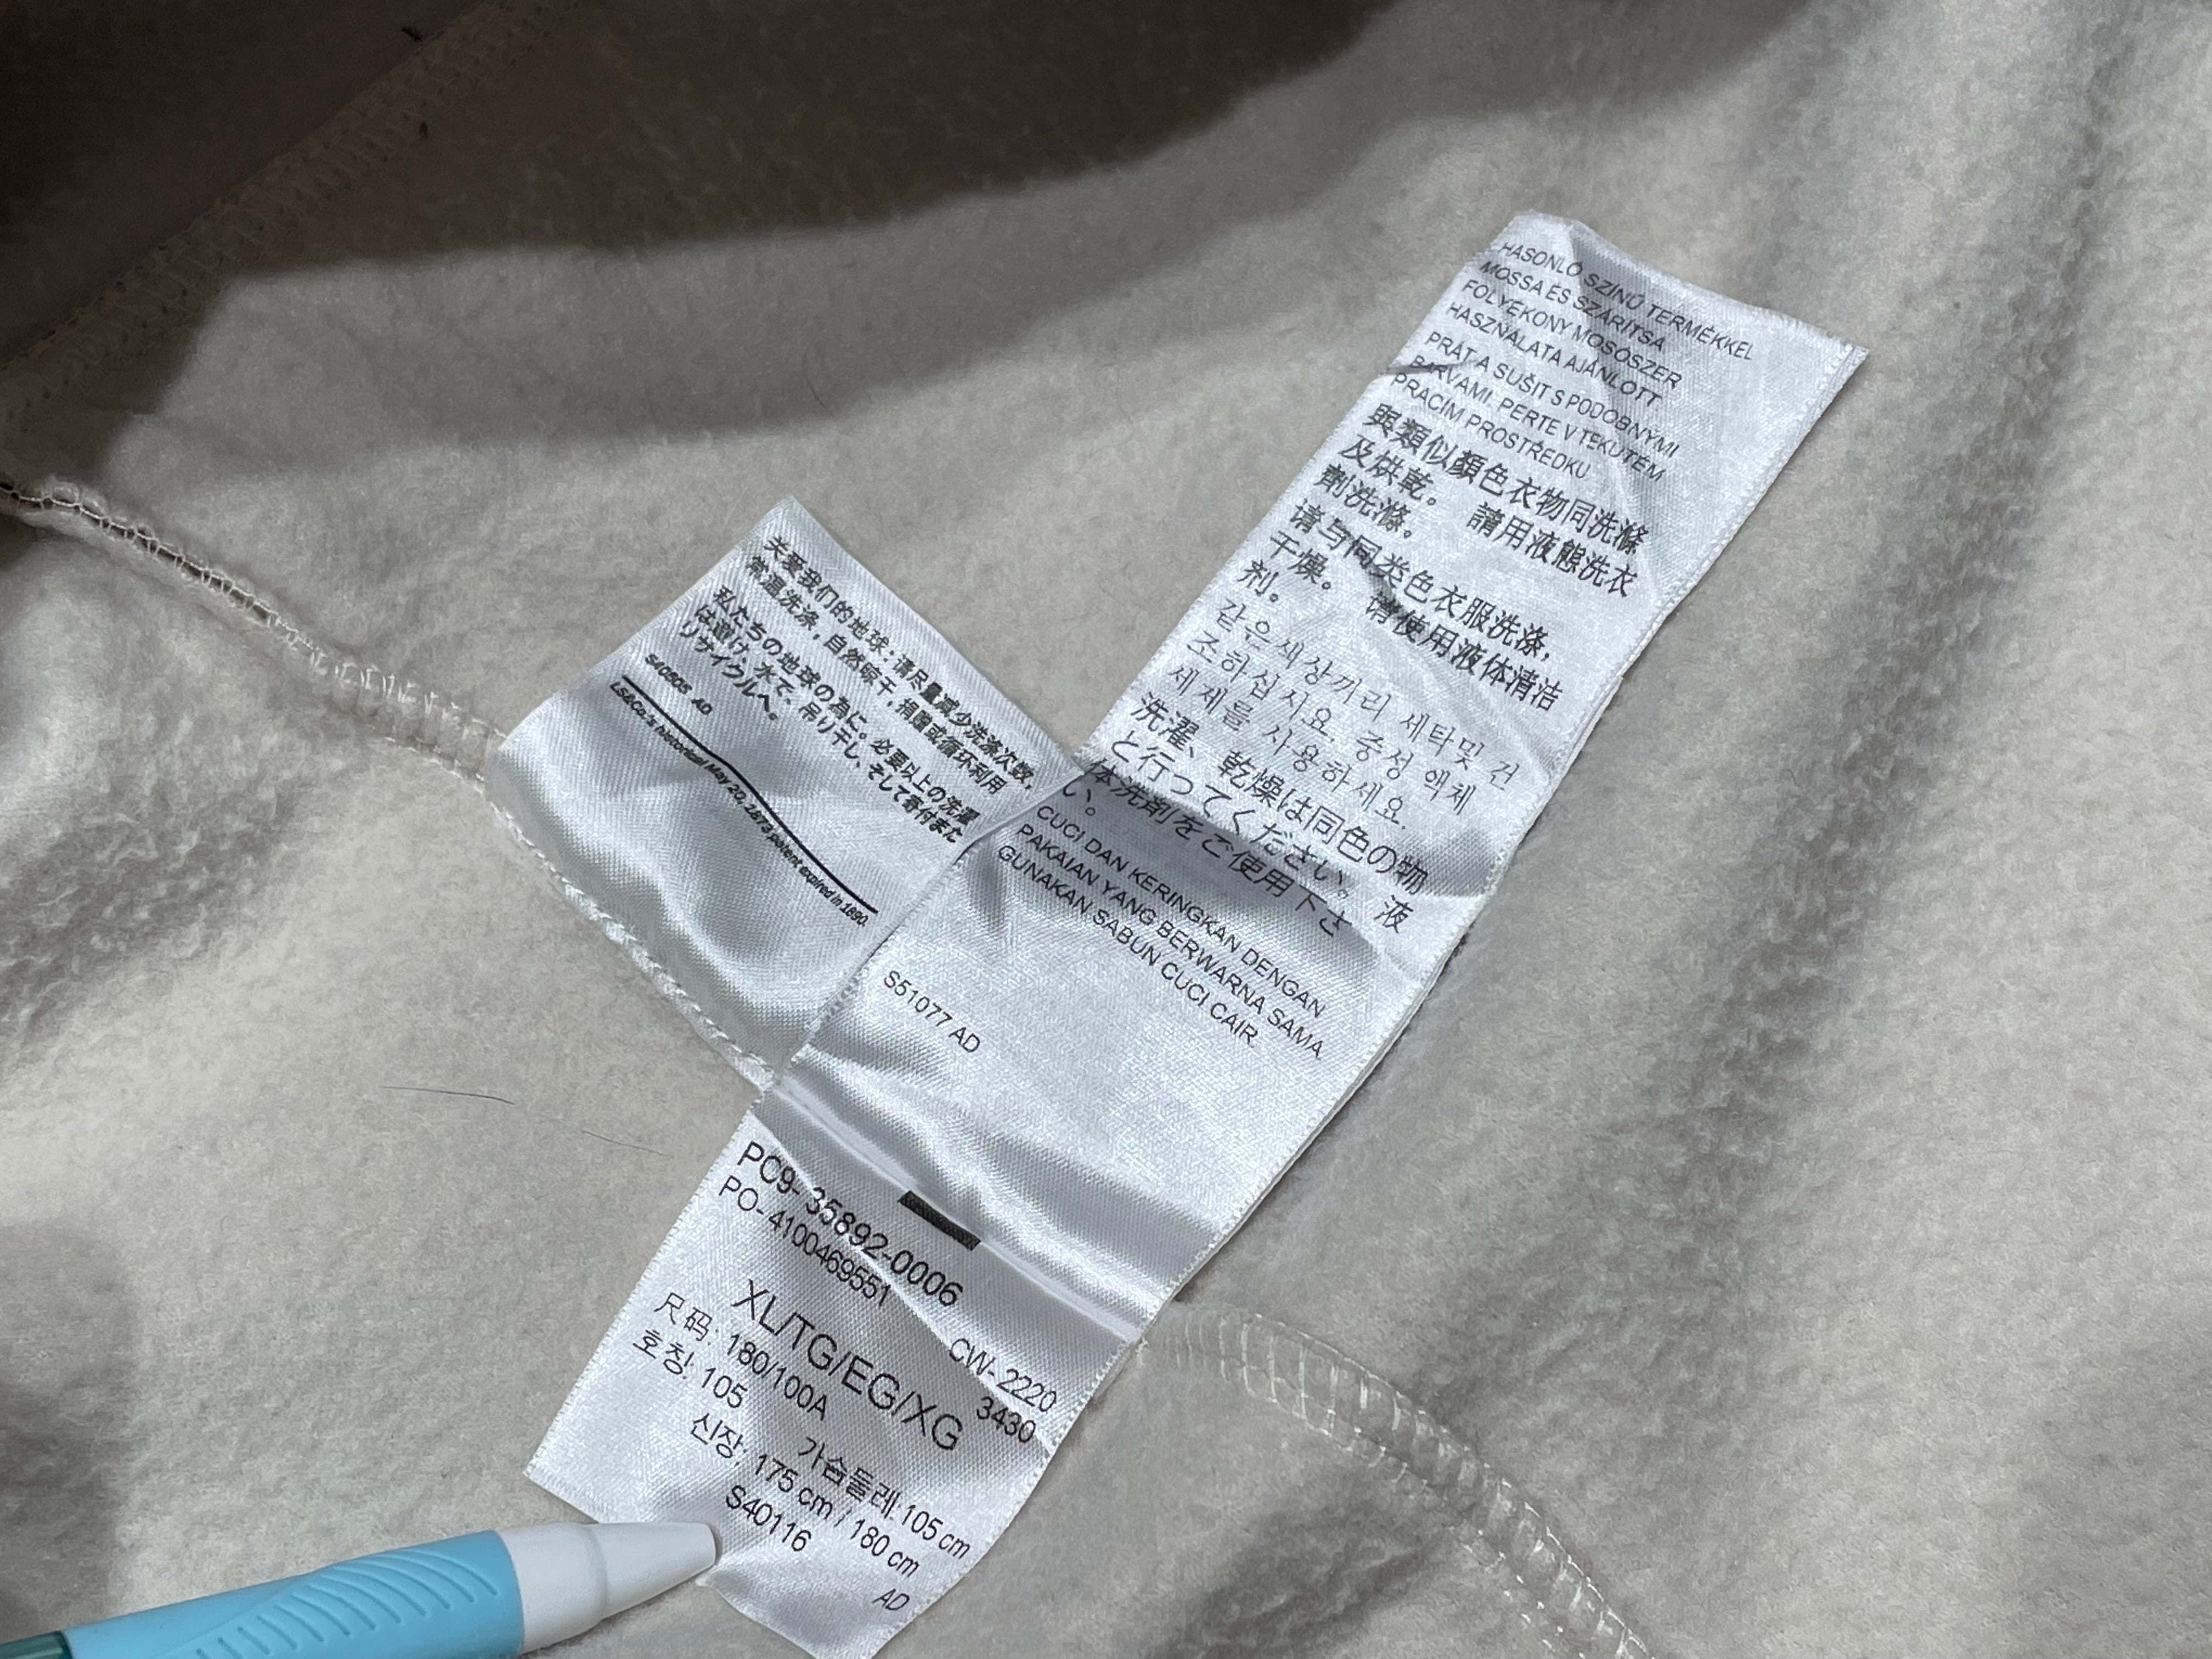 HASONLÓ SZÍNŰ TERMÉKKEL
MOSSA ÉS SZÁRÍTSA
FOLYÉKONY MOSÓSZER
HASZNÁLATA AJÁNLOTT
PRÁT A SUŠIT S PODOBNÝMI
BARVAMI. PERTE V TEKUTÉM
PRACÍM PROSTŘEDKU
與類似顏色衣物同洗滌
及烘乾。 請用液態洗衣
劑洗滌。
请与同类色衣服洗涤,
干燥。 请使用液体清洁
剂。
같은 색상끼리 세탁및 건
조하십시요. 중성 액체
세제를 사용하세요.
洗濯、乾燥は同色の物
と行ってください。液
体洗剤をご使用下さ
い。
CUCI DAN KERINGKAN DENGAN
PAKAIAN YANG BERWARNA SAMA.
GUNAKAN SABUN CUCI CAIR.
S51077 AD
关爱我们的地球:请尽量减少洗涤次数,
常温洗涤,自然晾干,捐赠或循环利用
私たちの地球の為に。必要以上の洗濯
は避け、水で、吊り干し、そして寄付また
リサイクルへ。
S40805 AD
LS&Co.'s historical May 20, 1873 patent expired in 1890.
PC9- 35892-0006
PO- 4100469551
CW- 2220
3430
XL/TG/EG/XG
尺码: 180/100A
호칭: 105
가슴둘레: 105 cm
신장: 175 cm / 180 cm
S40116
AD